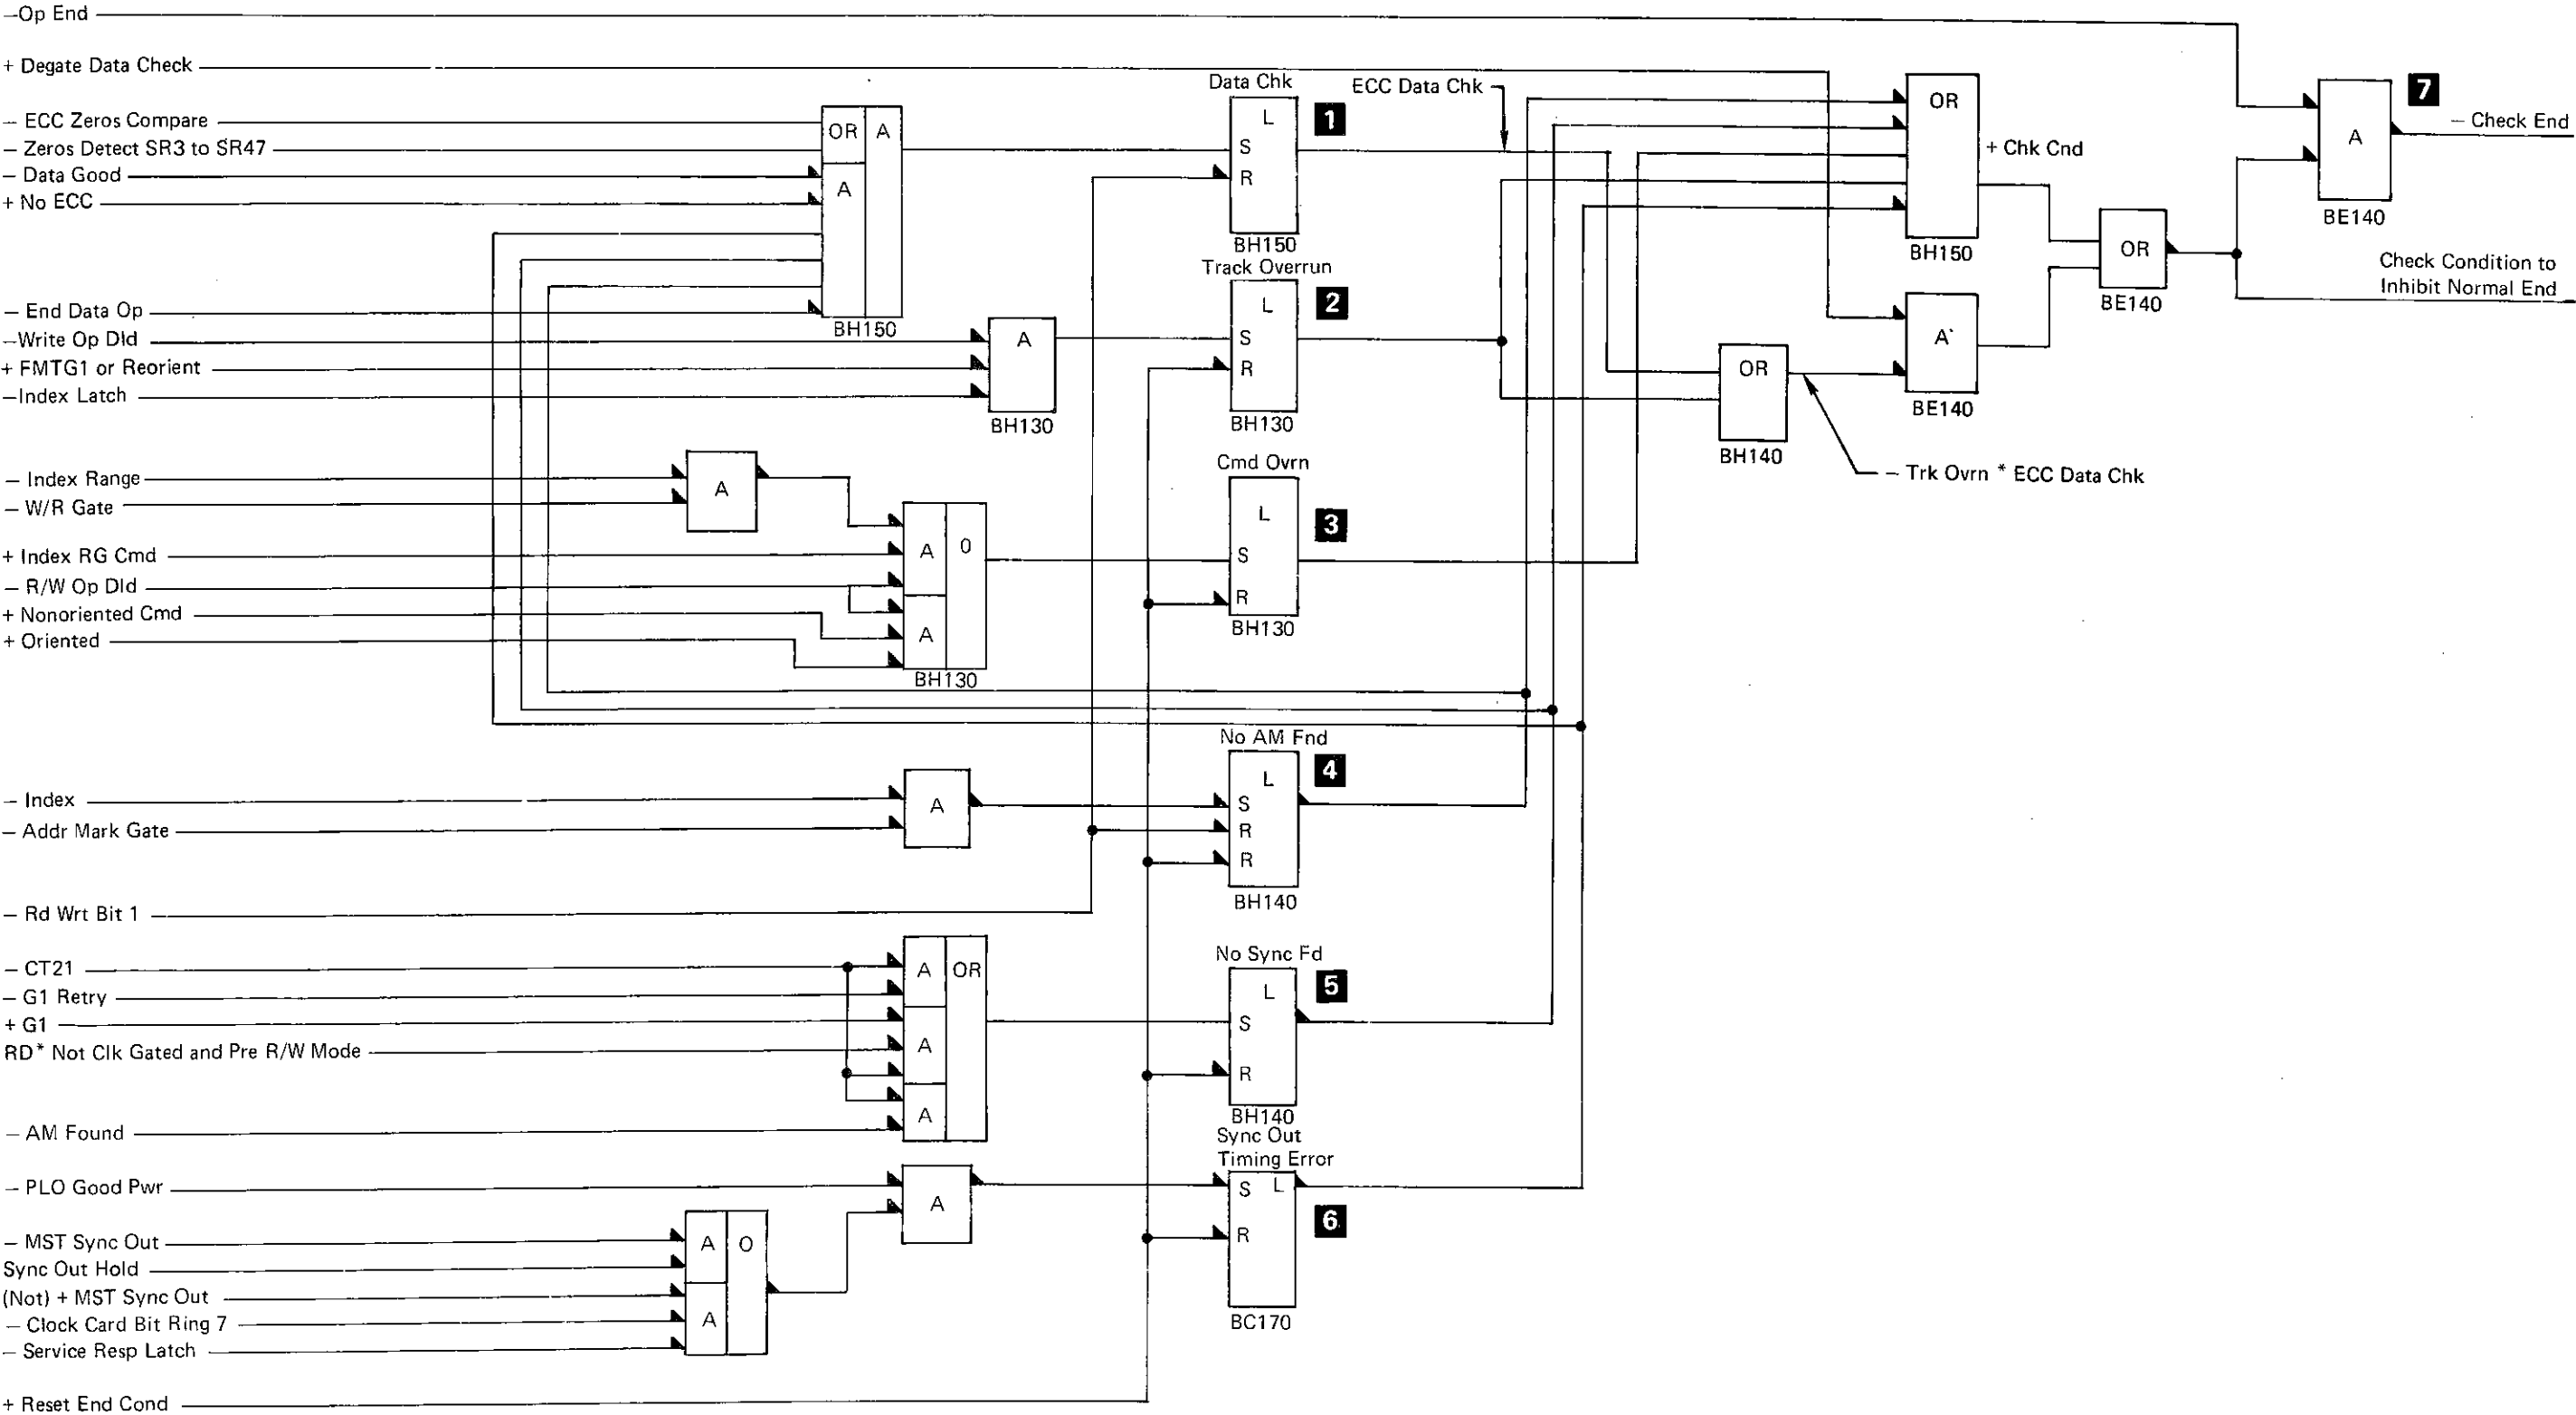 —Op End
+ Degate Data Check
— ECC Zeros Compare
— Zeros Detect SR3 to SR47
— Data Good
+ No ECC
— End Data Op
—Write Op Dld
+ FMTG1 or Reorient
—Index Latch
— Index Range
— W/R Gate
+ Index RG Cmd
— R/W Op Dld
+ Nonoriented Cmd
+ Oriented
— Index
— Addr Mark Gate
— Rd Wrt Bit 1
— CT21
— G1 Retry
+ G1
RD* Not Clk Gated and Pre R/W Mode
— AM Found
— PLO Good Pwr
— MST Sync Out
Sync Out Hold
(Not) + MST Sync Out
— Clock Card Bit Ring 7
— Service Resp Latch
+ Reset End Cond
OR A
A
BH150
A
BH130
A
A O
A
BH130
A
A OR
A
A
A
A O
A
Data Chk
L
S
R
1
BH150
Track Overrun
L
S
R
2
BH130
Cmd Ovrn
L
S
R
3
BH130
No AM Fnd
L
S
R
R
4
BH140
No Sync Fd
L
S
R
5
BH140
Sync Out
Timing Error
S L
R
6
BC170
ECC Data Chk
OR
BH150
+ Chk Cnd
OR
BH140
— Trk Ovrn * ECC Data Chk
A
BE140
OR
BE140
A
7
BE140
— Check End
Check Condition to
Inhibit Normal End